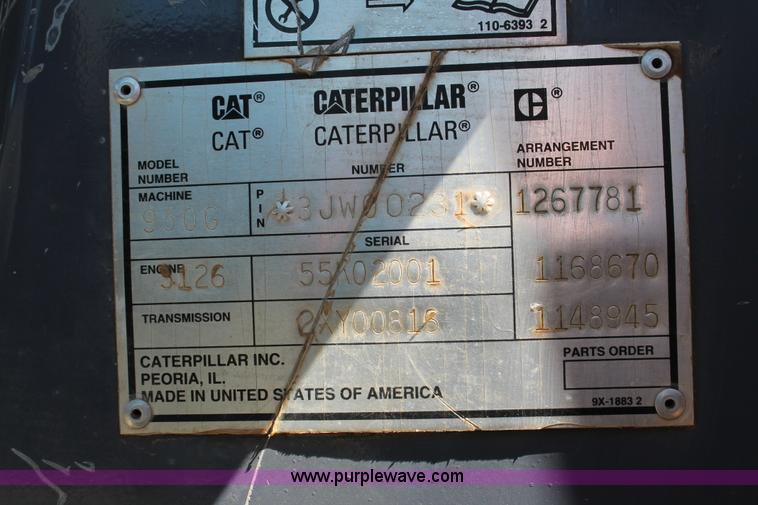 110-6393 2
CAT® CATERPILLAR® C®
CAT® CATERPILLAR®
MODEL NUMBER NUMBER ARRANGEMENT NUMBER
MACHINE 950G PIN *3JW00231* 1267781
SERIAL
ENGINE 3126 55K02001 1168670
TRANSMISSION 2XY00816 1148945
CATERPILLAR INC. PARTS ORDER
PEORIA, IL.
MADE IN UNITED STATES OF AMERICA 9X-1883 2
www.purplewave.com